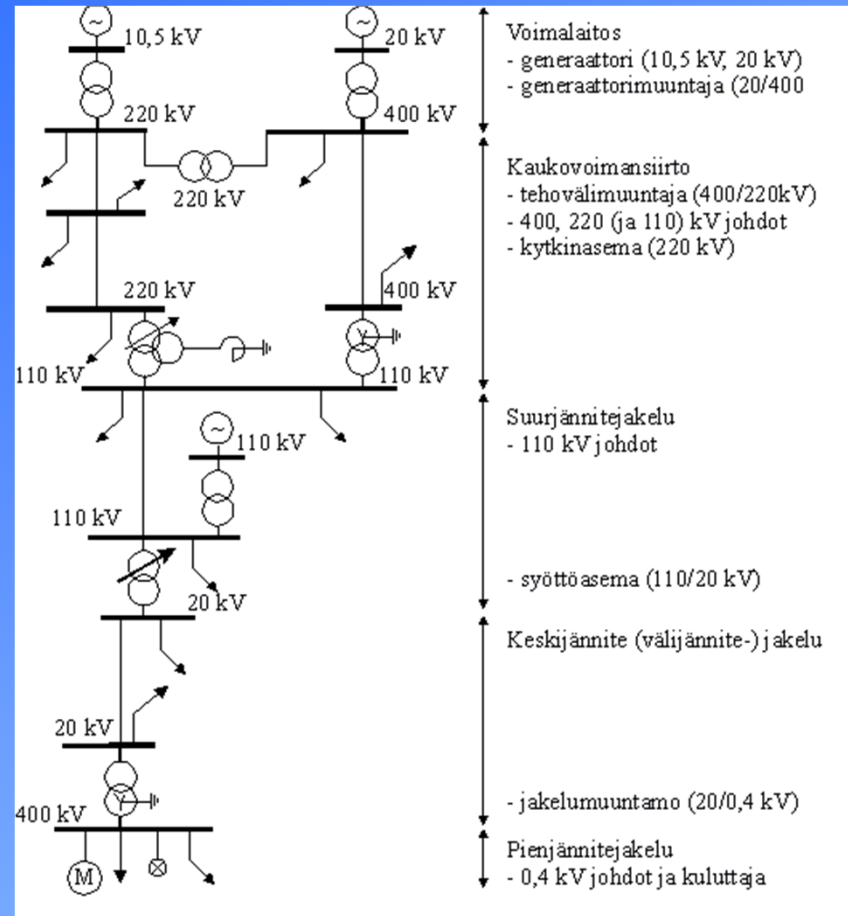 ~
~
10,5 kV
20 kV
220 kV
400 kV
220 kV
220 kV
400 kV
Y
110 kV
110 kV
~
110 kV
110 kV
20 kV
20 kV
Y
400 kV
M
Voimalaitos
- generaattori (10,5 kV, 20 kV)
- generaattorimuuntaja (20/400
Kaukovoimansiirto
- tehovälimuuntaja (400/220kV)
- 400, 220 (ja 110) kV johdot
- kytkinasema (220 kV)
Suurjännitejakelu
- 110 kV johdot
- syöttöasema (110/20 kV)
Keskijännite (välijännite-) jakelu
- jakelumuuntamo (20/0,4 kV)
Pienjännitejakelu
- 0,4 kV johdot ja kuluttaja